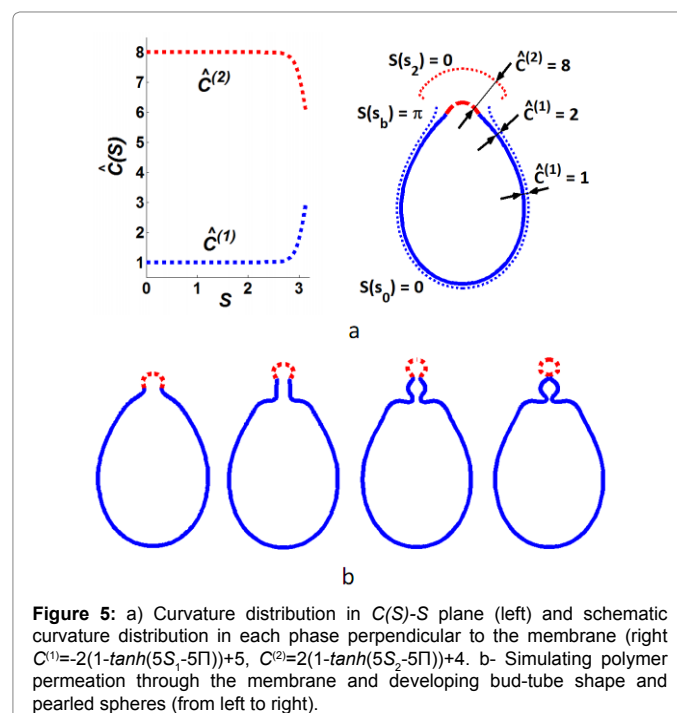 8
7
6
5
4
3
2
1
Ĉ(S)
Ĉ⁽²⁾
Ĉ⁽¹⁾
0 1 2 3
S
S(s₂) = 0
Ĉ⁽²⁾ = 8
S(s_b) = π
Ĉ⁽¹⁾ = 2
Ĉ⁽¹⁾ = 1
S(s₀) = 0
a
b
Figure 5: a) Curvature distribution in C(S)-S plane (left) and schematic
curvature distribution in each phase perpendicular to the membrane (right
C⁽¹⁾=-2(1-tanh(5S₁-5Π))+5, C⁽²⁾=2(1-tanh(5S₂-5Π))+4. b- Simulating polymer
permeation through the membrane and developing bud-tube shape and
pearled spheres (from left to right).